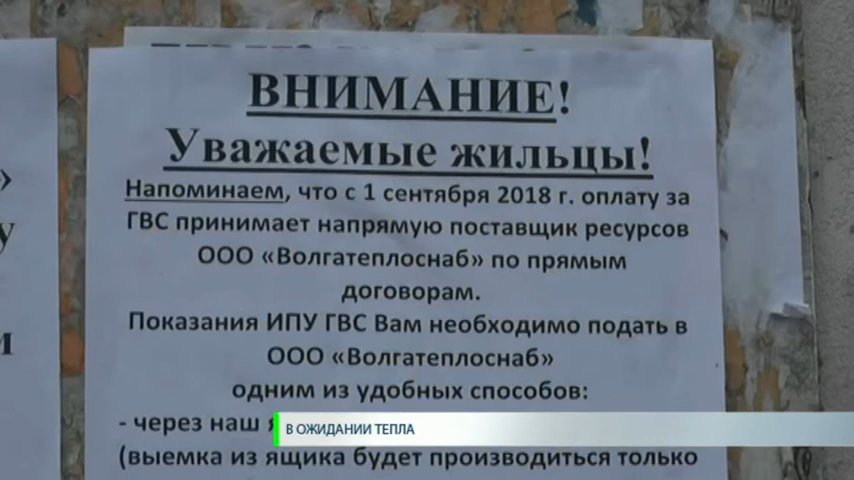 ВНИМАНИЕ!
Уважаемые жильцы!
Напоминаем, что с 1 сентября 2018 г. оплату за
ГВС принимает напрямую поставщик ресурсов
ООО «Волгатеплоснаб» по прямым
договорам.
Показания ИПУ ГВС Вам необходимо подать в
ООО «Волгатеплоснаб»
одним из удобных способов:
- через наш
В ОЖИДАНИИ ТЕПЛА
(выемка из ящика будет производиться только